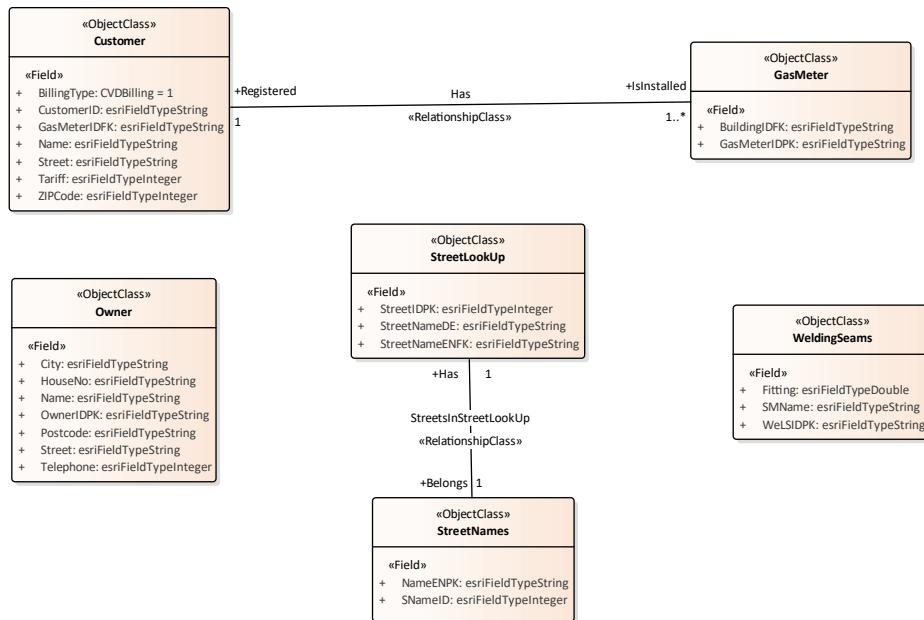 «ObjectClass»
Customer
«Field»
+ BillingType: CVDBilling = 1
+ CustomerID: esriFieldTypeString
+ GasMeterIDFK: esriFieldTypeString
+ Name: esriFieldTypeString
+ Street: esriFieldTypeString
+ Tariff: esriFieldTypeInteger
+ ZIPCode: esriFieldTypeInteger
+Registered
1
Has
«RelationshipClass»
+IsInstalled
1..*
«ObjectClass»
GasMeter
«Field»
+ BuildingIDFK: esriFieldTypeString
+ GasMeterIDPK: esriFieldTypeString
«ObjectClass»
StreetLookUp
«Field»
+ StreetIDPK: esriFieldTypeInteger
+ StreetNameDE: esriFieldTypeString
+ StreetNameENFK: esriFieldTypeString
«ObjectClass»
Owner
«Field»
+ City: esriFieldTypeString
+ HouseNo: esriFieldTypeString
+ Name: esriFieldTypeString
+ OwnerIDPK: esriFieldTypeString
+ Postcode: esriFieldTypeString
+ Street: esriFieldTypeString
+ Telephone: esriFieldTypeInteger
«ObjectClass»
WeldingSeams
«Field»
+ Fitting: esriFieldTypeDouble
+ SMName: esriFieldTypeString
+ WeLSIDPK: esriFieldTypeString
+Has 1
StreetsInStreetLookUp
«RelationshipClass»
+Belongs 1
«ObjectClass»
StreetNames
«Field»
+ NameENPK: esriFieldTypeString
+ SNameID: esriFieldTypeInteger